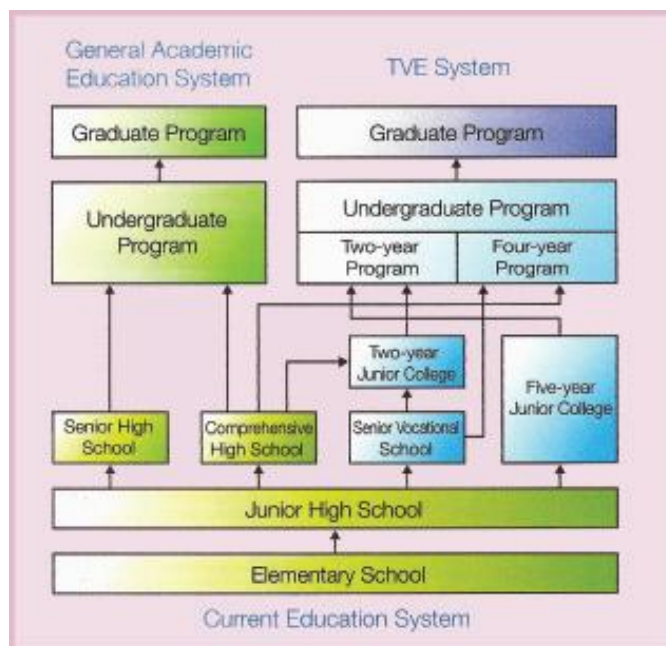 General Academic
Education System
TVE System
Graduate Program
Graduate Program
Undergraduate
Program
Undergraduate Program
Two-year
Program
Four-year
Program
Two-year
Junior College
Five-year
Junior College
Senior High
School
Comprehensive
High School
Senior Vocational
School
Junior High School
Elementary School
Current Education System